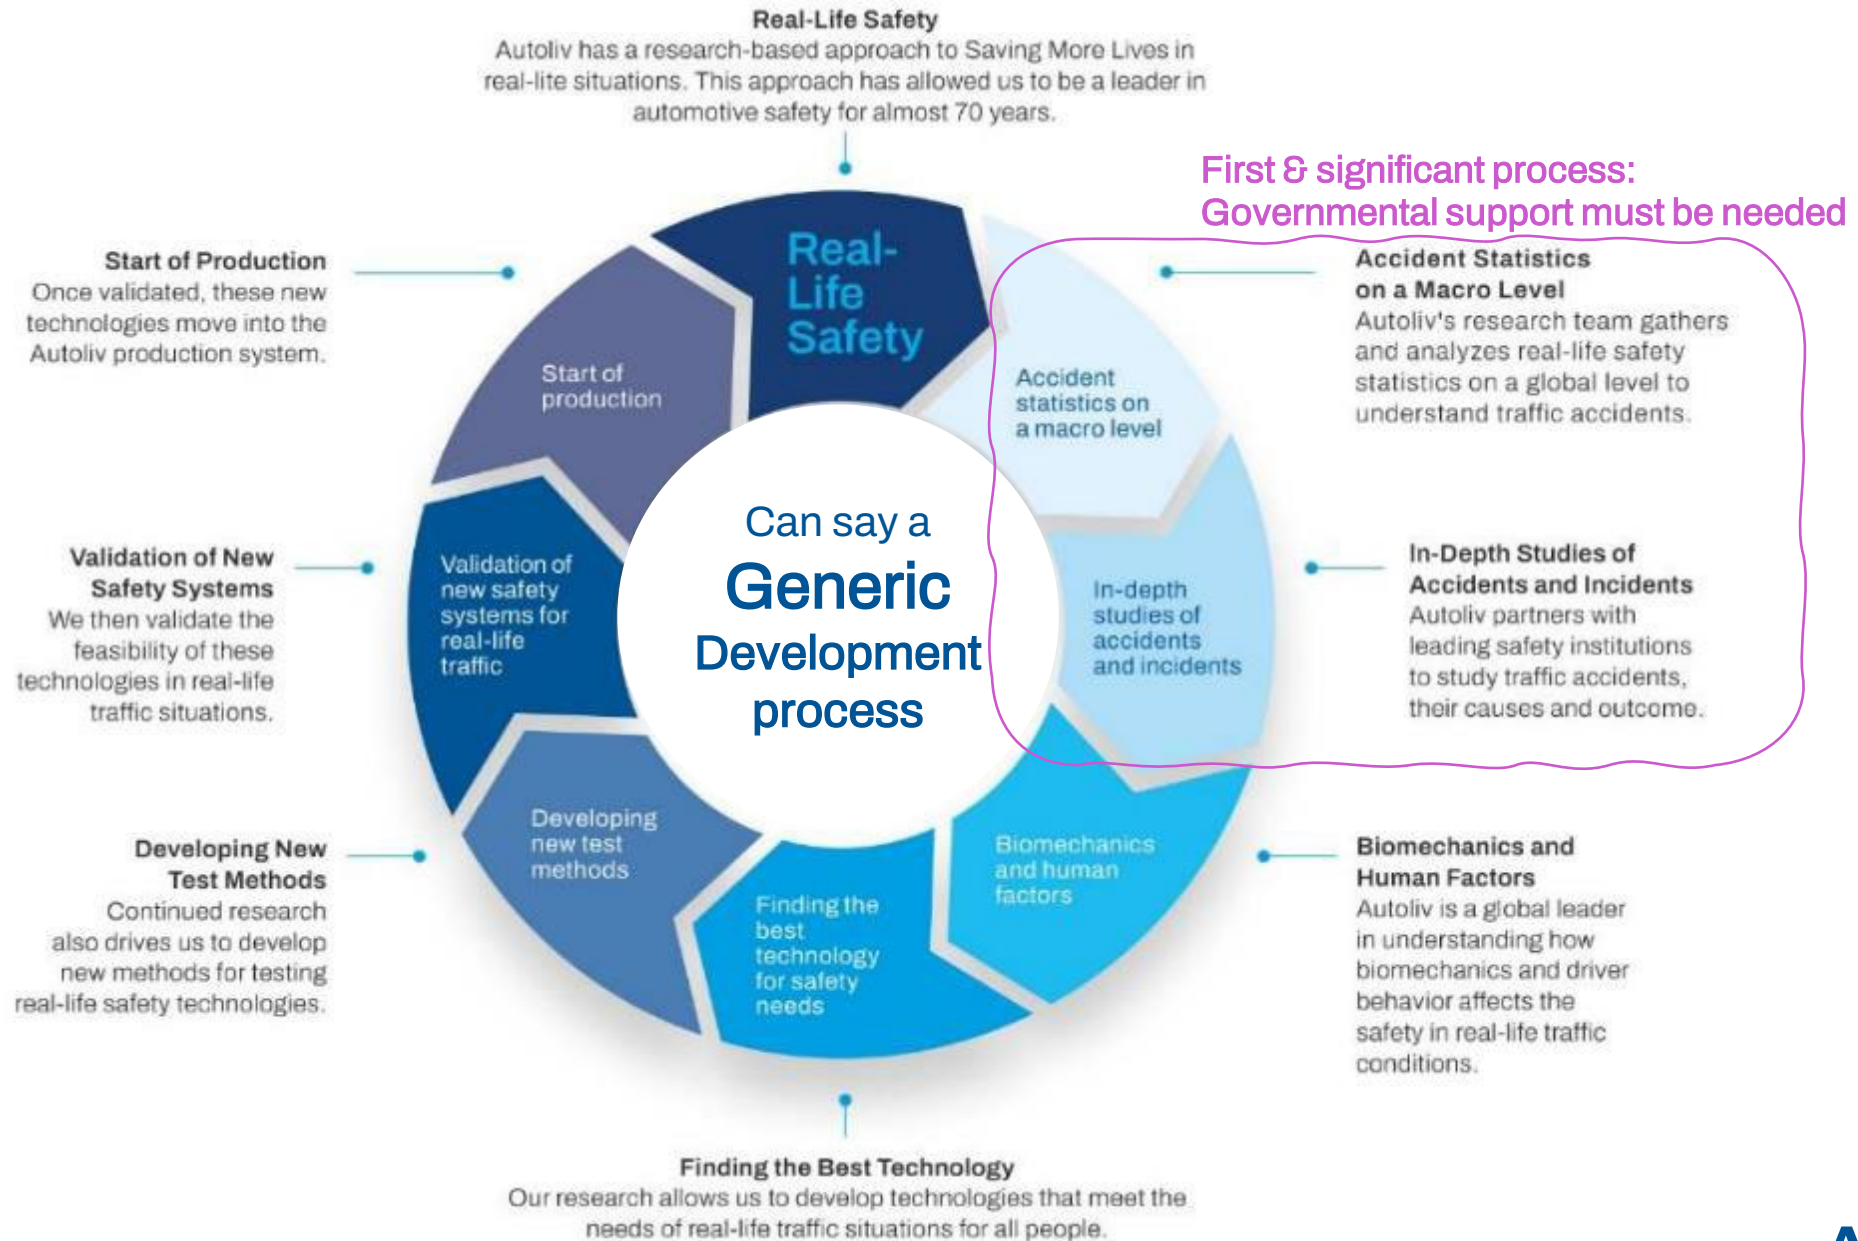 Real-Life Safety
Autoliv has a research-based approach to Saving More Lives in
real-lite situations. This approach has allowed us to be a leader in
automotive safety for almost 70 years.
First & significant process:
Governmental support must be needed
Accident Statistics
on a Macro Level
Autoliv's research team gathers
and analyzes real-life safety
statistics on a global level to
understand traffic accidents.
In-Depth Studies of
Accidents and Incidents
Autoliv partners with
leading safety institutions
to study traffic accidents,
their causes and outcome.
Biomechanics and
Human Factors
Autoliv is a global leader
in understanding how
biomechanics and driver
behavior affects the
safety in real-life traffic
conditions.
Finding the Best Technology
Our research allows us to develop technologies that meet the
needs of real-life traffic situations for all people.
Developing New
Test Methods
Continued research
also drives us to develop
new methods for testing
real-life safety technologies.
Validation of New
Safety Systems
We then validate the
feasibility of these
technologies in real-life
traffic situations.
Start of Production
Once validated, these new
technologies move into the
Autoliv production system.
Real-
Life
Safety
Accident
statistics on
a macro level
In-depth
studies of
accidents
and incidents
Biomechanics
and human
factors
Finding the
best
technology
for safety
needs
Developing
new test
methods
Validation of
new safety
systems for
real-life
traffic
Start of
production
Can say a
Generic
Development
process